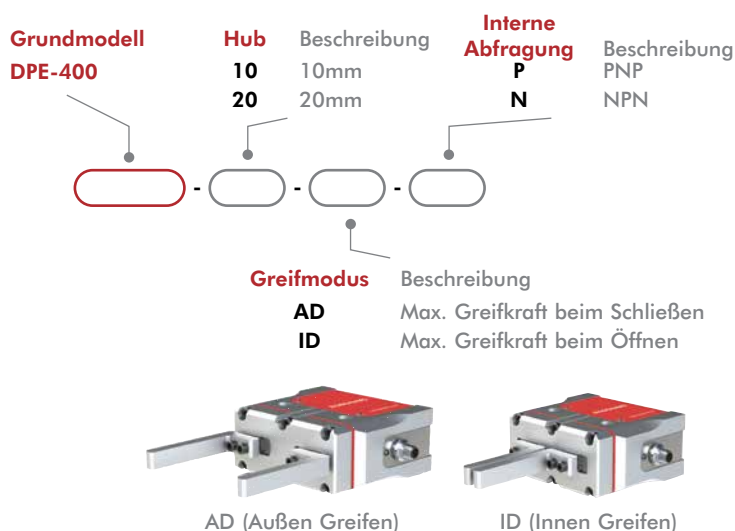 Grundmodell
DPE-400
Hub Beschreibung
10 10mm
20 20mm
Interne
Abfragung Beschreibung
P PNP
N NPN
- - -
Greifmodus Beschreibung
AD Max. Greifkraft beim Schließen
ID Max. Greifkraft beim Öffnen
AD (Außen Greifen)
ID (Innen Greifen)